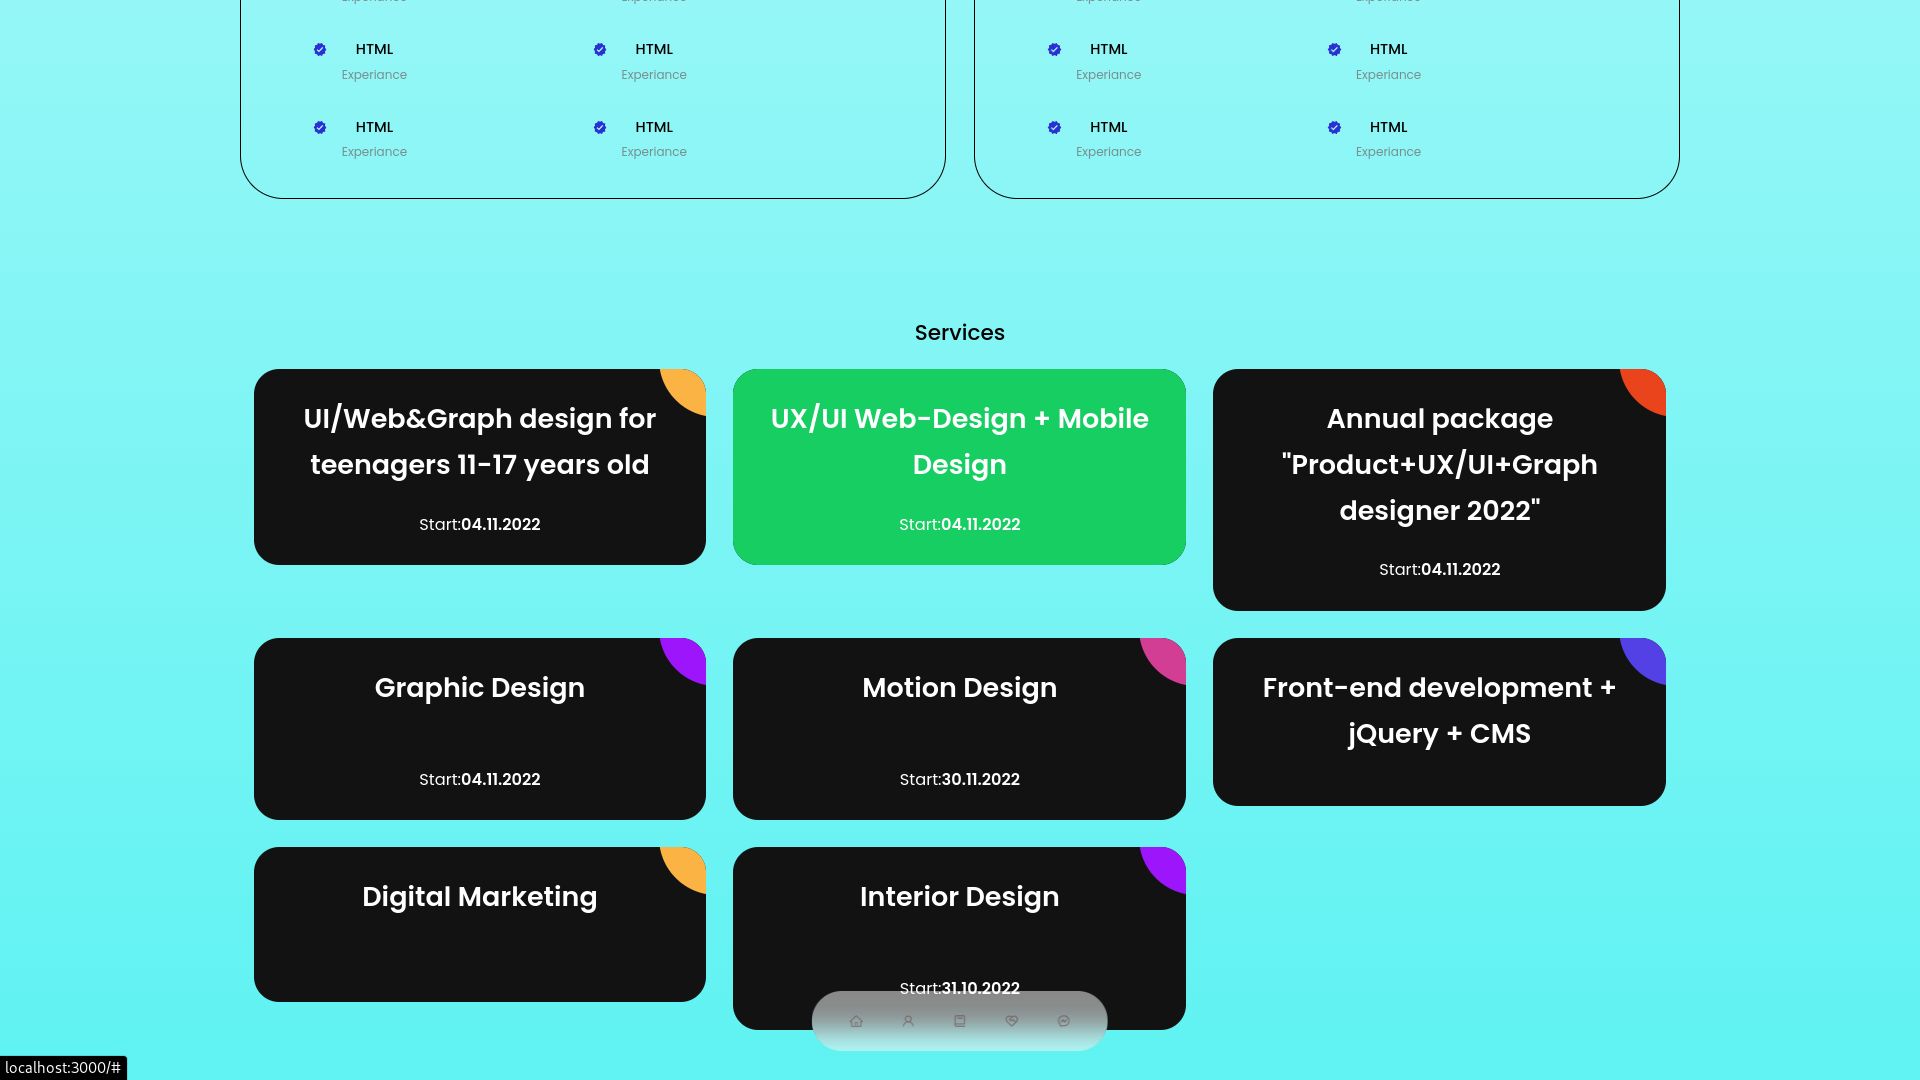 HTML
Experiance
HTML
Experiance
HTML
Experiance
HTML
Experiance
HTML
Experiance
HTML
Experiance
HTML
Experiance
HTML
Experiance
Services
UI/Web&Graph design for
teenagers 11-17 years old
Start:04.11.2022
UX/UI Web-Design + Mobile
Design
Start:04.11.2022
Annual package
"Product+UX/UI+Graph
designer 2022"
Start:04.11.2022
Graphic Design
Start:04.11.2022
Motion Design
Start:30.11.2022
Front-end development +
jQuery + CMS
Digital Marketing
Interior Design
Start:31.10.2022
localhost:3000/#